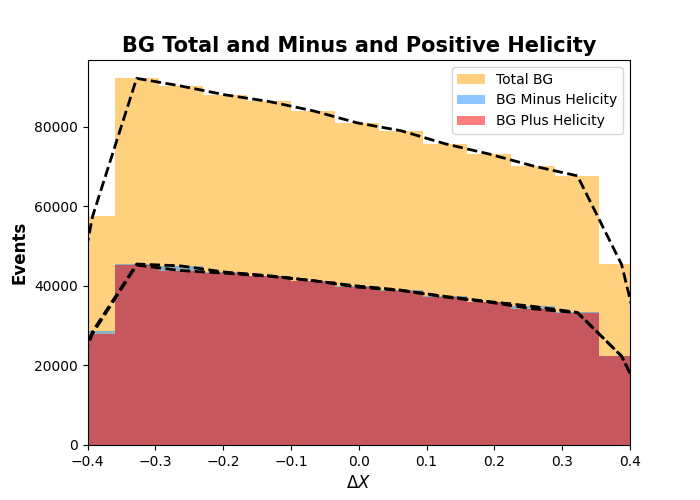 BG Total and Minus and Positive Helicity
Total BG
BG Minus Helicity
BG Plus Helicity
Events
80000
60000
40000
20000
0
−0.4 −0.3 −0.2 −0.1 0.0 0.1 0.2 0.3 0.4
ΔX